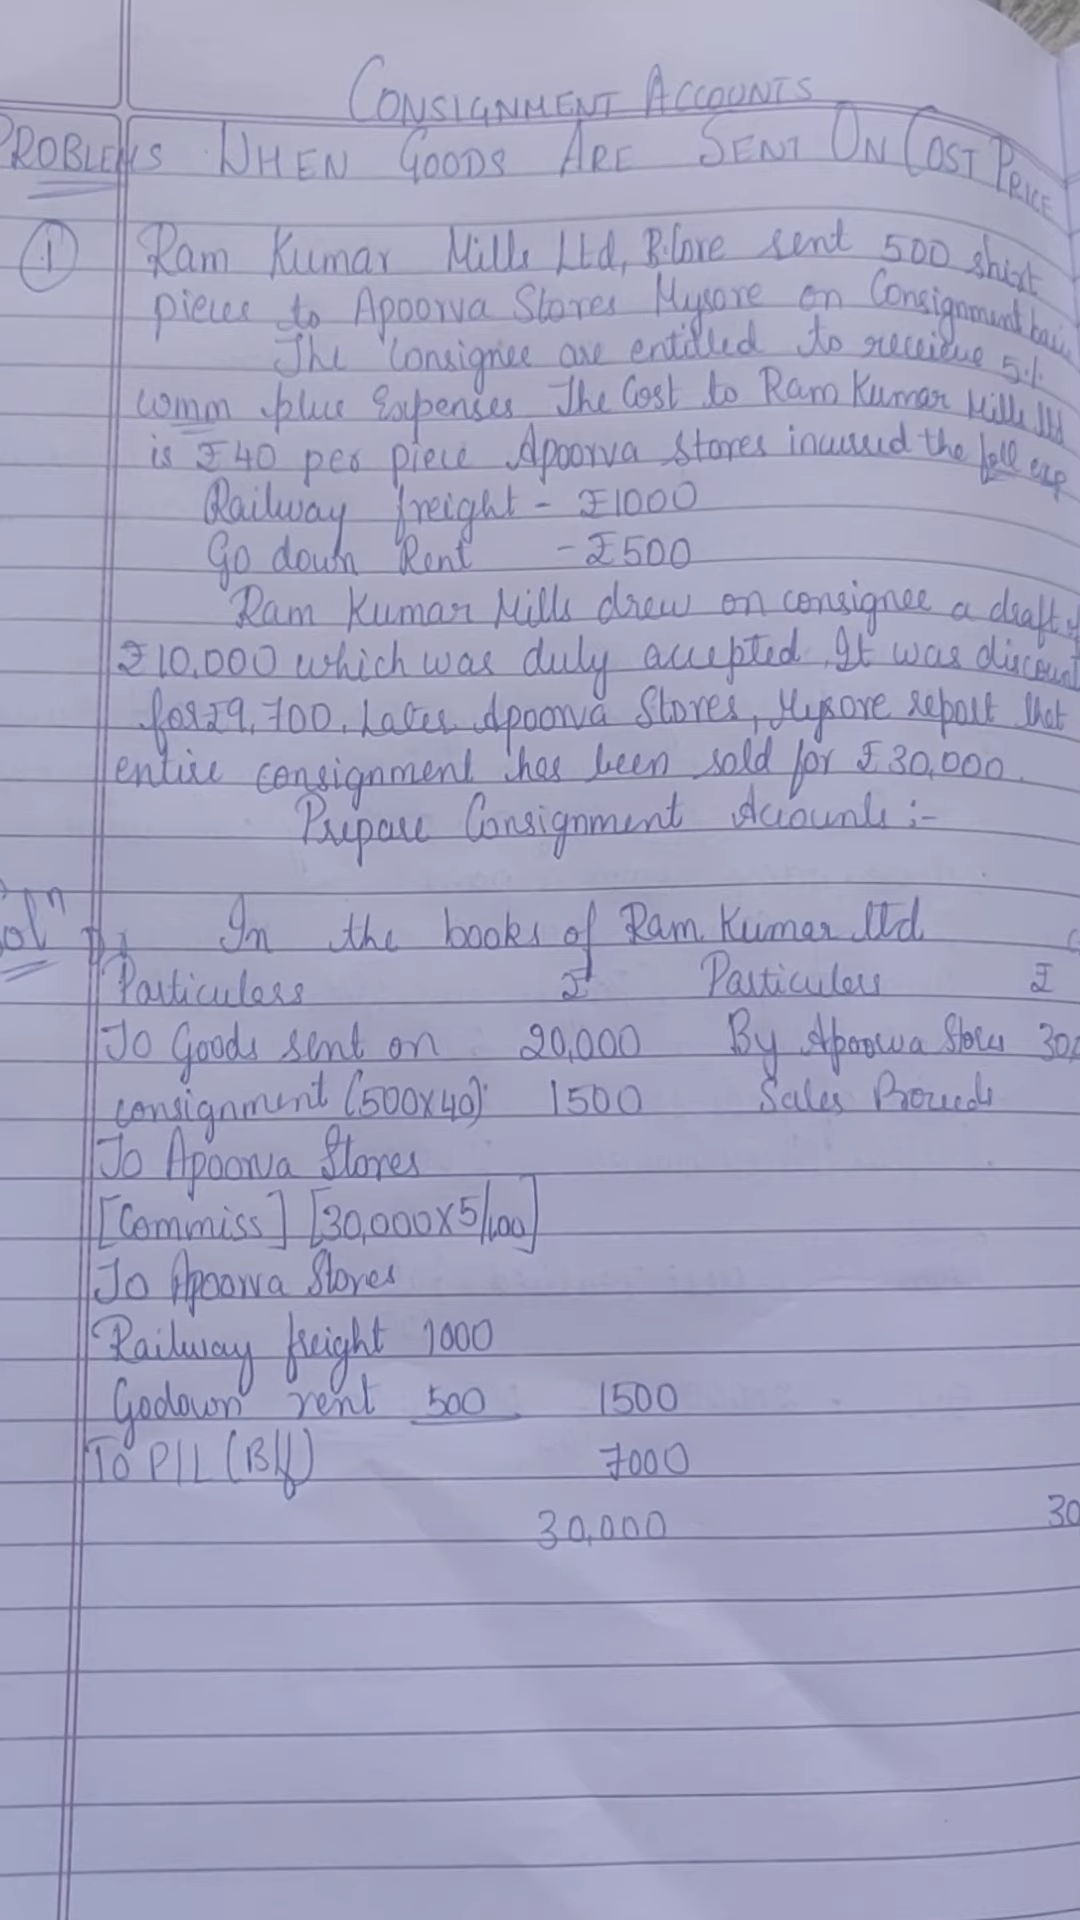 CONSIGNMENT ACCOUNTS
PROBLEMS WHEN GOODS ARE SENT ON COST PRICE
① Ram Kumar Mills Ltd, B.lore sent 500 shirt
pieces to Apoorva Stores Mysore on Consignment
The Consignee are entitled to receieve 5%
comm plus Expenses The Cost to Ram Kumar Mills ltd
is ₹40 per piece Apoorva Stores incurred the foll exp
Railway freight - ₹1000
Go down Rent - ₹500
Ram Kumar Mills drew on consignee a draft of
₹10,000 which was duly accepted. It was discount
for ₹9,700. Later Apoorva Stores, Mysore report that
entire consignment has been sold for ₹30,000.
Prepare Consignment Accounts :-
Solⁿ Dr In the books of Ram Kumar ltd
Particulars ₹ Particulars ₹
To Goods sent on 20,000 By Apoorva Stores 30,
consignment (500x40) 1500 Sales Proceeds
To Apoorva Stores
[Commiss] [30,000x5/100]
To Apoorva Stores
Railway freight 1000
Godown rent 500 1500
To P/L (B/f) 7000
30,000 30